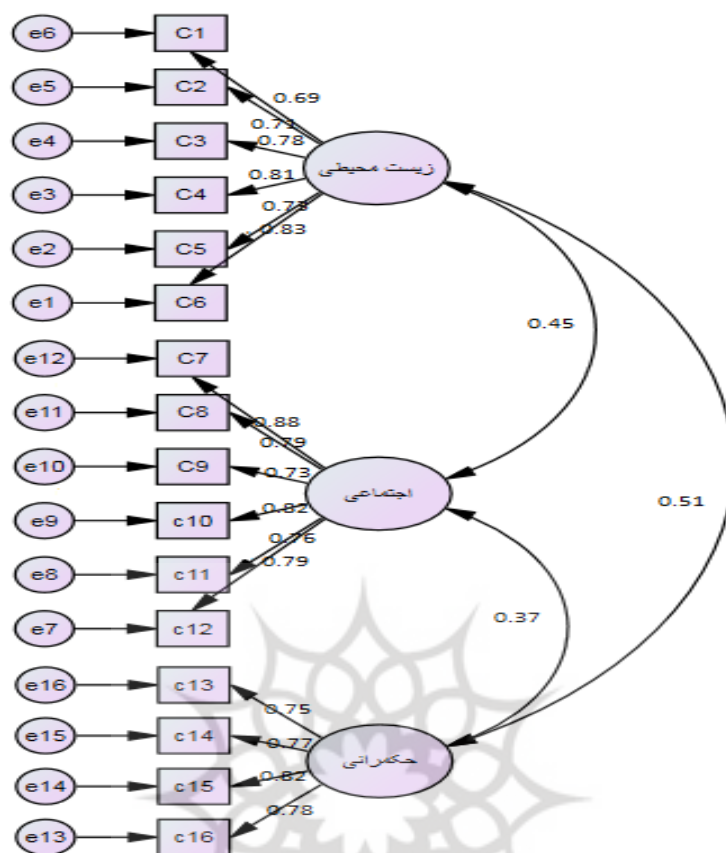 e6 C1
0.69
e5 C2
0.71
e4 C3 0.78
زیست محیطی
e3 C4 0.81
0.73
e2 C5 0.83
e1 C6
0.45
e12 C7
e11 C8 0.88
0.79
e10 C9 0.73
اجتماعی
0.51
e9 c10 0.82
0.76
e8 c11 0.79
e7 c12
0.37
e16 c13 0.75
e15 c14 0.77
حکمرانی
e14 c15 0.82
e13 c16 0.78